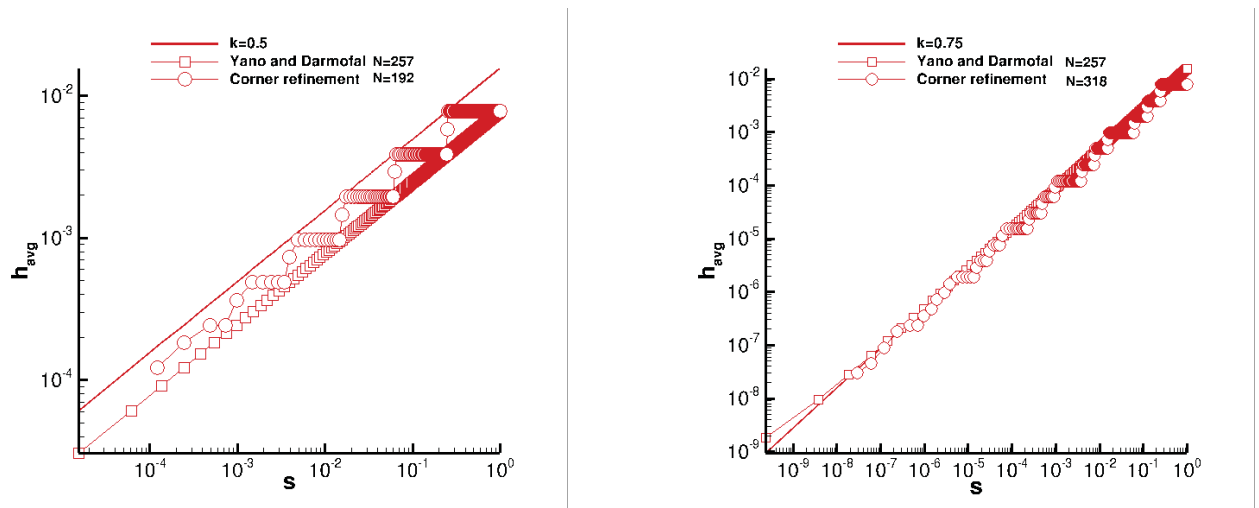 k=0.5
Yano and Darmofal N=257
Corner refinement N=192
10^-2
10^-3
10^-4
h_avg
10^-4 10^-3 10^-2 10^-1 10^0
s
k=0.75
Yano and Darmofal N=257
Corner refinement N=318
10^-2
10^-3
10^-4
10^-5
10^-6
10^-7
10^-8
10^-9
h_avg
10^-9 10^-8 10^-7 10^-6 10^-5 10^-4 10^-3 10^-2 10^-1 10^0
s